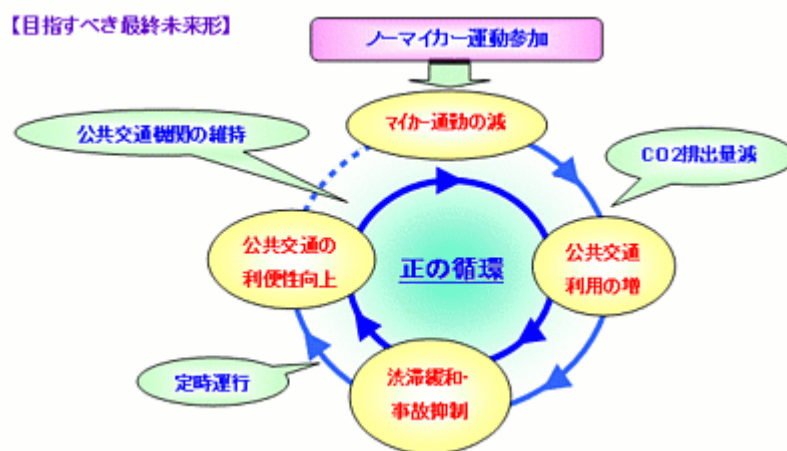 【目指すべき最終未来形】
ノーマイカー運動参加
マイカー通勤の減
公共交通機関の維持
CO2排出量減
公共交通の
利便性向上
正の循環
公共交通
利用の増
定時運行
渋滞緩和・
事故抑制